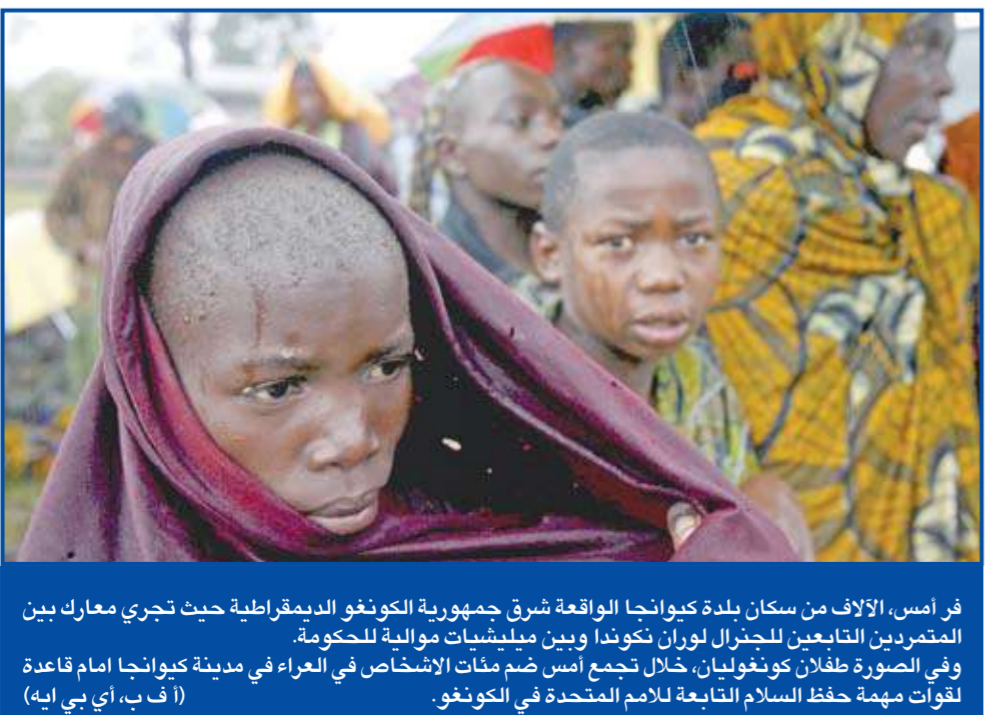 فر أمس، الآلاف من سكان بلدة كيوانجا الواقعة شرق جمهورية الكونغو الديمقراطية حيث تجري معارك بين
المتمردين التابعين للجنرال لوران نكوندا وبين ميليشيات موالية للحكومة.
وفي الصورة طفلان كونغوليان، خلال تجمع أمس ضم مئات الاشخاص في العراء في مدينة كيوانجا امام قاعدة
لقوات مهمة حفظ السلام التابعة للامم المتحدة في الكونغو. (أ ف ب، أي بي ايه)